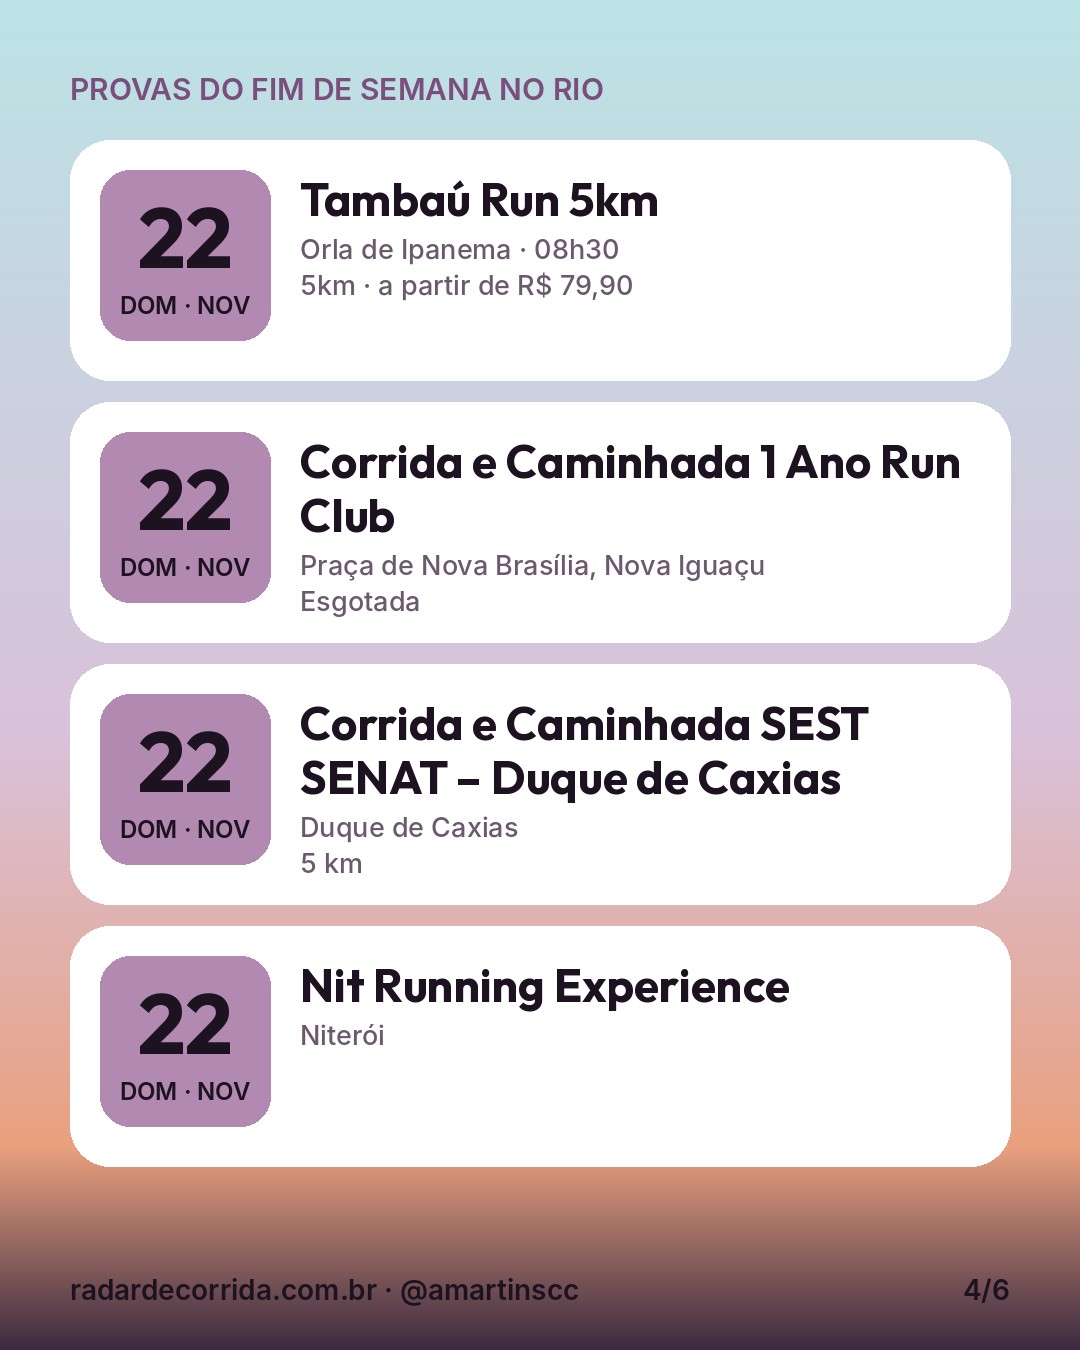 PROVAS DO FIM DE SEMANA NO RIO
22
DOM · NOV
Tambaú Run 5km
Orla de Ipanema · 08h30
5km · a partir de R$ 79,90
22
DOM · NOV
Corrida e Caminhada 1 Ano Run
Club
Praça de Nova Brasília, Nova Iguaçu
Esgotada
22
DOM · NOV
Corrida e Caminhada SEST
SENAT – Duque de Caxias
Duque de Caxias
5 km
22
DOM · NOV
Nit Running Experience
Niterói
radardecorrida.com.br · @amartinscc
4/6